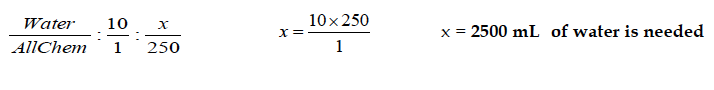 Water/AllChem : 10/1 : x/250    x = 10×250/1    x = 2500 mL of water is needed